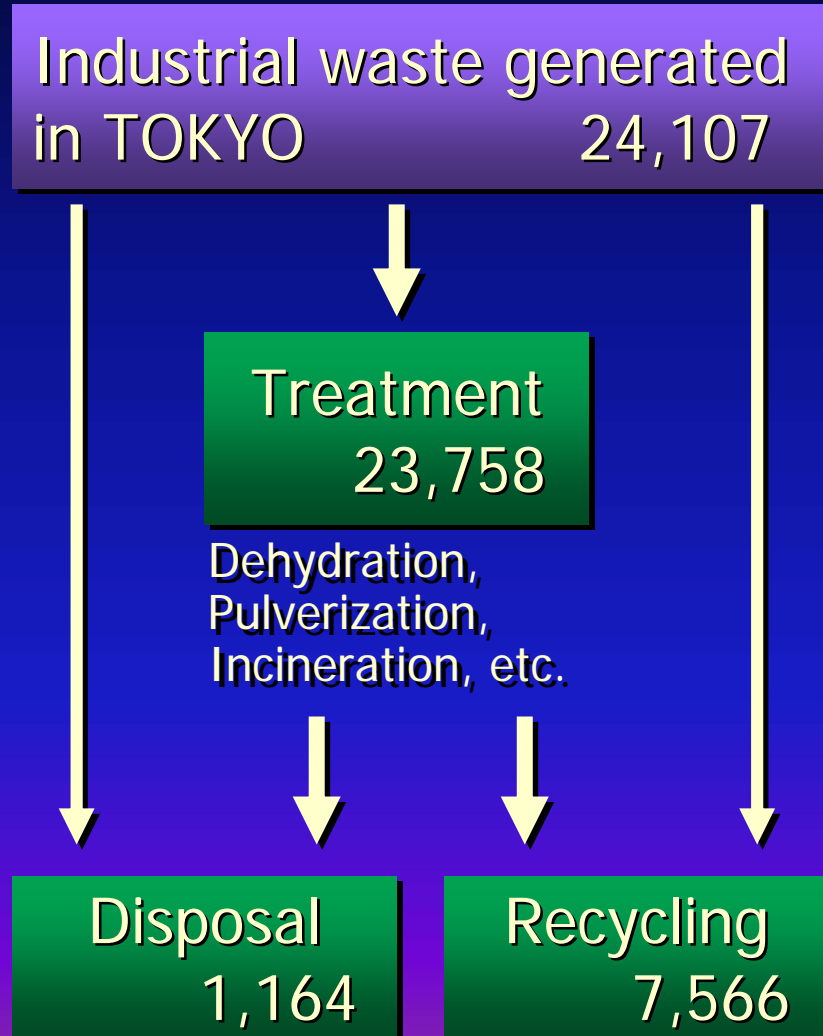 Industrial waste generated
in TOKYO 24,107
Treatment
23,758
Dehydration,
Pulverization,
Incineration, etc.
Disposal
1,164
Recycling
7,566